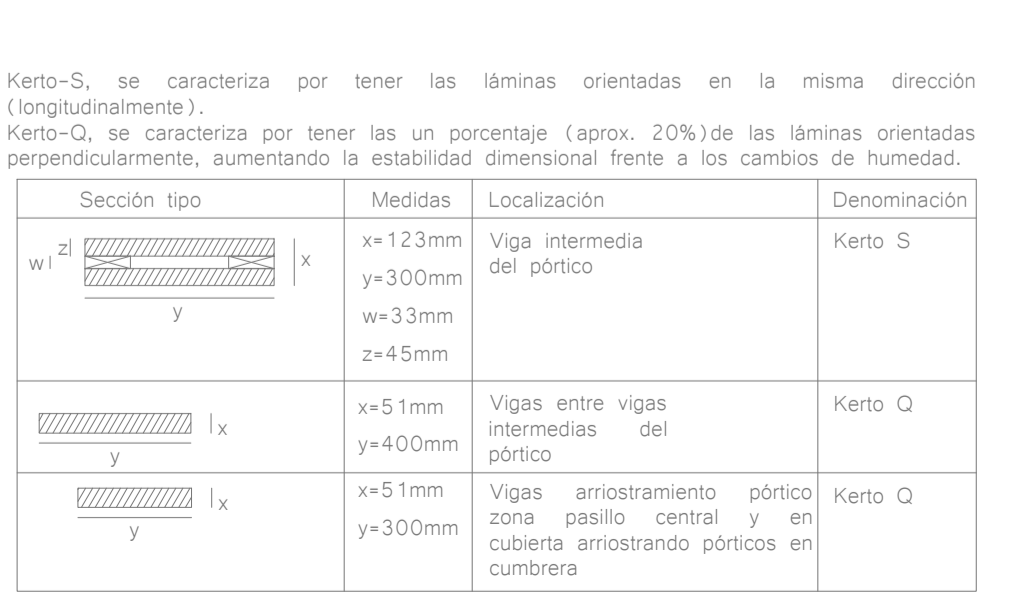 Kerto-S, se caracteriza por tener las láminas orientadas en la misma dirección
(longitudinalmente).
Kerto-Q, se caracteriza por tener las un porcentaje (aprox. 20%)de las láminas orientadas
perpendicularmente, aumentando la estabilidad dimensional frente a los cambios de humedad.
Sección tipo Medidas Localización Denominación
z
w
x
y
x=123mm
y=300mm
w=33mm
z=45mm
Viga intermedia
del pórtico
Kerto S
x
y
x=51mm
y=400mm
Vigas entre vigas
intermedias del
pórtico
Kerto Q
x
y
x=51mm
y=300mm
Vigas arriostramiento pórtico
zona pasillo central y en
cubierta arriostrando pórticos en
cumbrera
Kerto Q